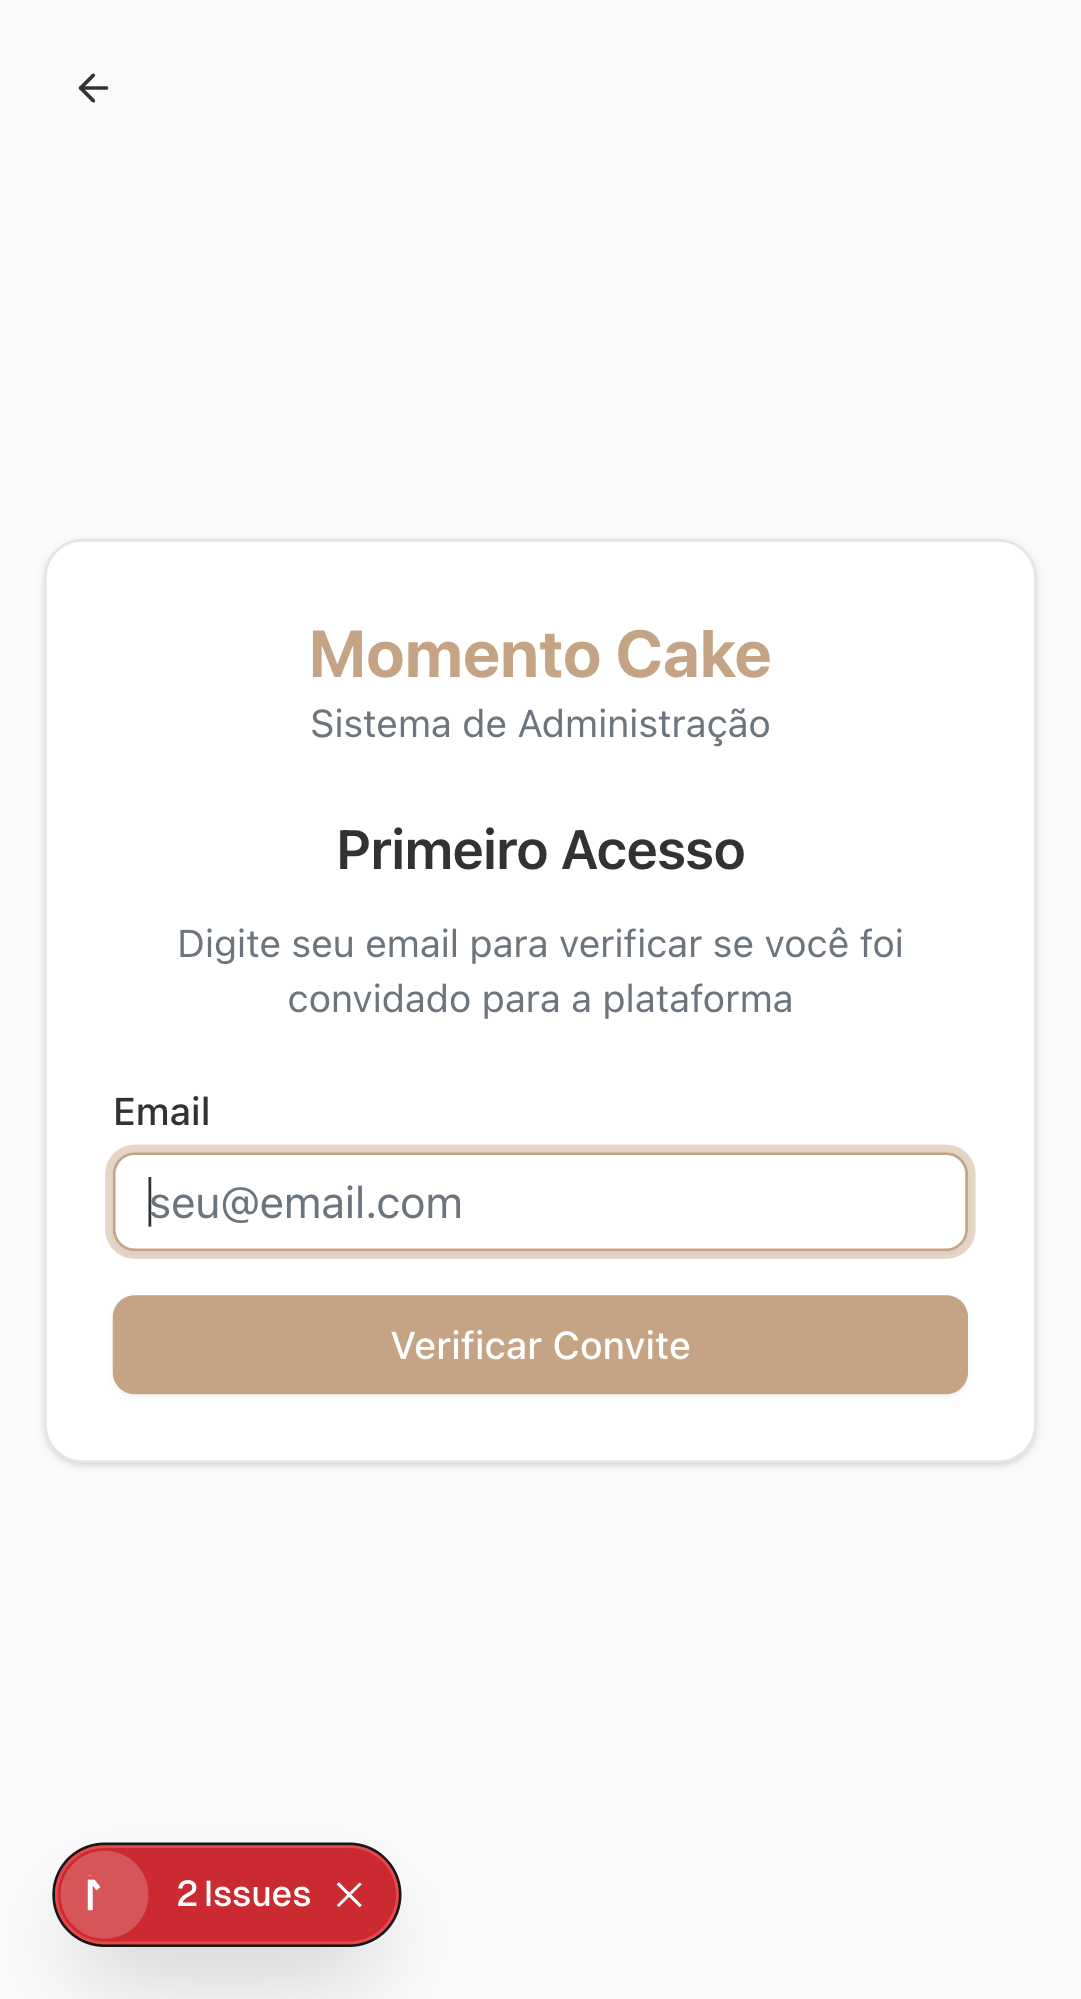 Momento Cake
Sistema de Administração
Primeiro Acesso
Digite seu email para verificar se você foi
convidado para a plataforma
Email
seu@email.com
Verificar Convite
2 Issues